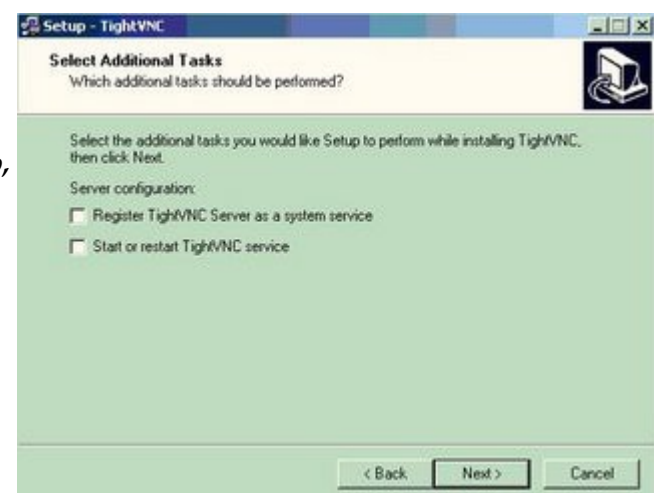 Setup - TightVNC
Select Additional Tasks
Which additional tasks should be performed?
Select the additional tasks you would like Setup to perform while installing TightVNC,
then click Next.
Server configuration:
Register TightVNC Server as a system service
Start or restart TightVNC service
< Back
Next >
Cancel